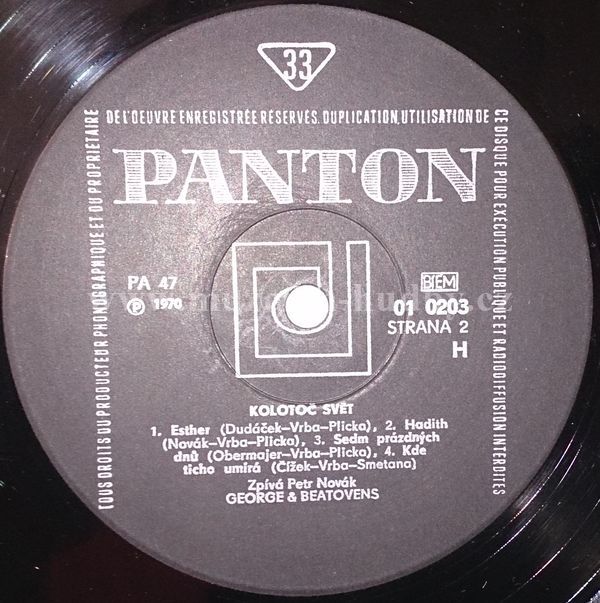 33
DE L'OEUVRE ENREGISTRÉE RÉSERVÉS. DUPLICATION, UTILISATION DE
CE DISQUE POUR EXÉCUTION PUBLIQUE ET RADIODIFFUSION INTERDITES
TOUS DROITS DU PRODUCTEUR PHONOGRAPHIQUE ET DU PROPRIÉTAIRE
PANTON
PA 47
℗ 1970
BIEM
01 0203
STRANA 2
H
KOLOTOČ SVĚT
1. Esther (Dudáček–Vrba–Plicka), 2. Hadith
(Novák–Vrba–Plicka), 3. Sedm prázdných
dnů (Obermajer–Vrba–Plicka), 4. Kde
ticho umírá (Čížek–Vrba–Smetana)
Zpívá Petr Novák
GEORGE & BEATOVENS